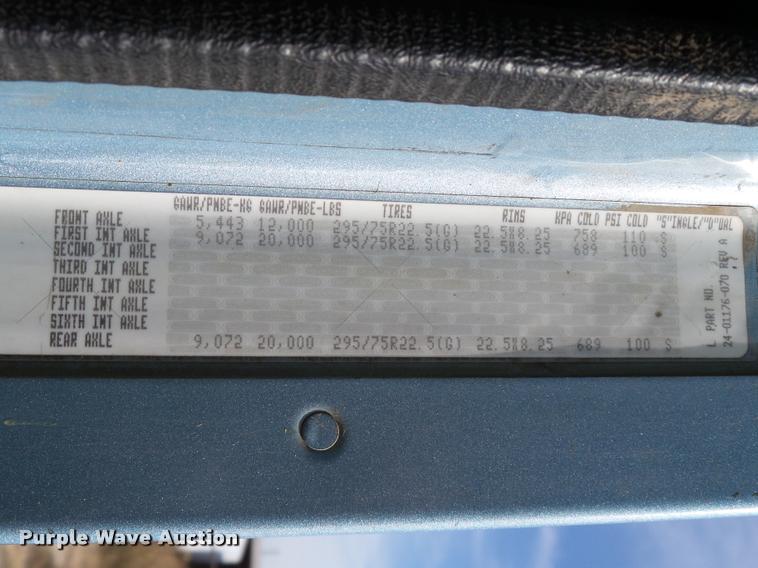 GAWR/PNBE-KG GAWR/PNBE-LBS TIRES RIMS KPA COLD PSI COLD "S"INGLE/"D"UAL
FRONT AXLE 5,443 12,000 295/75R22.5(G) 22.5X8.25 758 110 S
FIRST INT AXLE 9,072 20,000 295/75R22.5(G) 22.5X8.25 689 100 S
SECOND INT AXLE
THIRD INT AXLE
FOURTH INT AXLE
FIFTH INT AXLE
SIXTH INT AXLE
REAR AXLE 9,072 20,000 295/75R22.5(G) 22.5X8.25 689 100 S
L PART NO.
24-01176-070 REV A
Purple Wave Auction